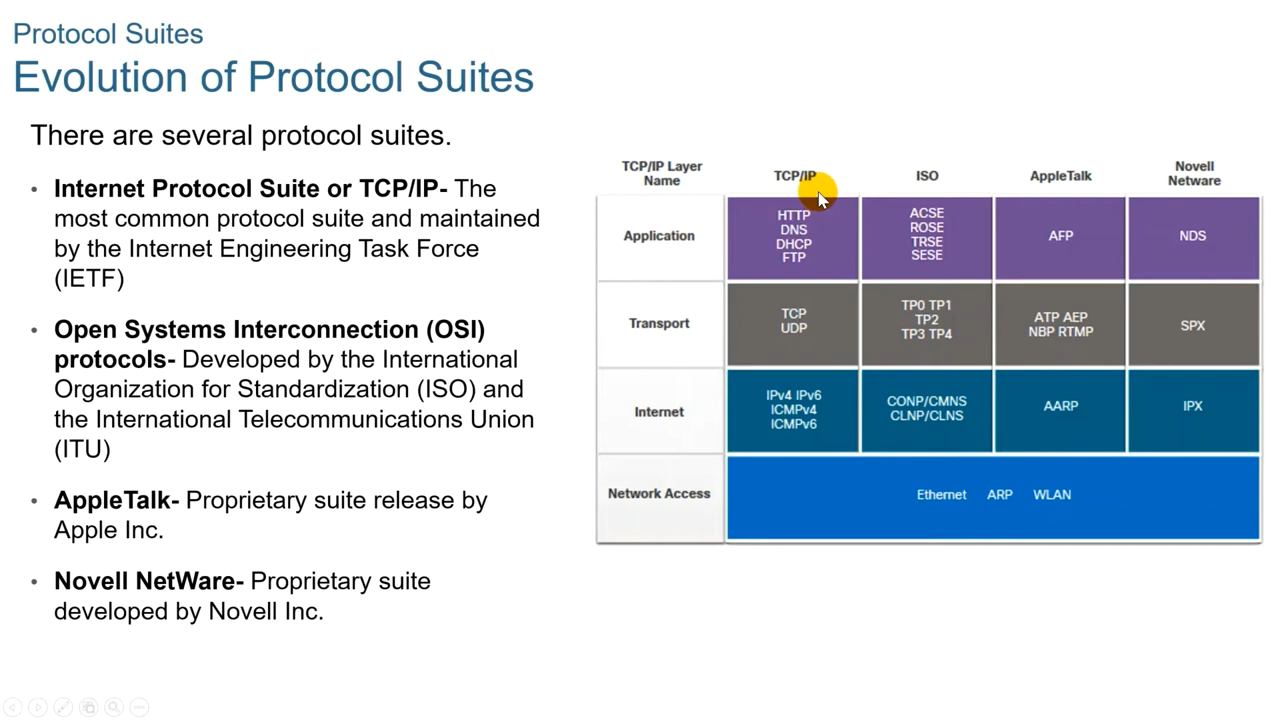 Protocol Suites
Evolution of Protocol Suites
There are several protocol suites.
• Internet Protocol Suite or TCP/IP- The
most common protocol suite and maintained
by the Internet Engineering Task Force
(IETF)
• Open Systems Interconnection (OSI)
protocols- Developed by the International
Organization for Standardization (ISO) and
the International Telecommunications Union
(ITU)
• AppleTalk- Proprietary suite release by
Apple Inc.
• Novell NetWare- Proprietary suite
developed by Novell Inc.
TCP/IP Layer
Name
TCP/IP
ISO
AppleTalk
Novell
Netware
Application
HTTP
DNS
DHCP
FTP
ACSE
ROSE
TRSE
SESE
AFP
NDS
Transport
TCP
UDP
TP0 TP1
TP2
TP3 TP4
ATP AEP
NBP RTMP
SPX
Internet
IPv4 IPv6
ICMPv4
ICMPv6
CONP/CMNS
CLNP/CLNS
AARP
IPX
Network Access
Ethernet ARP WLAN